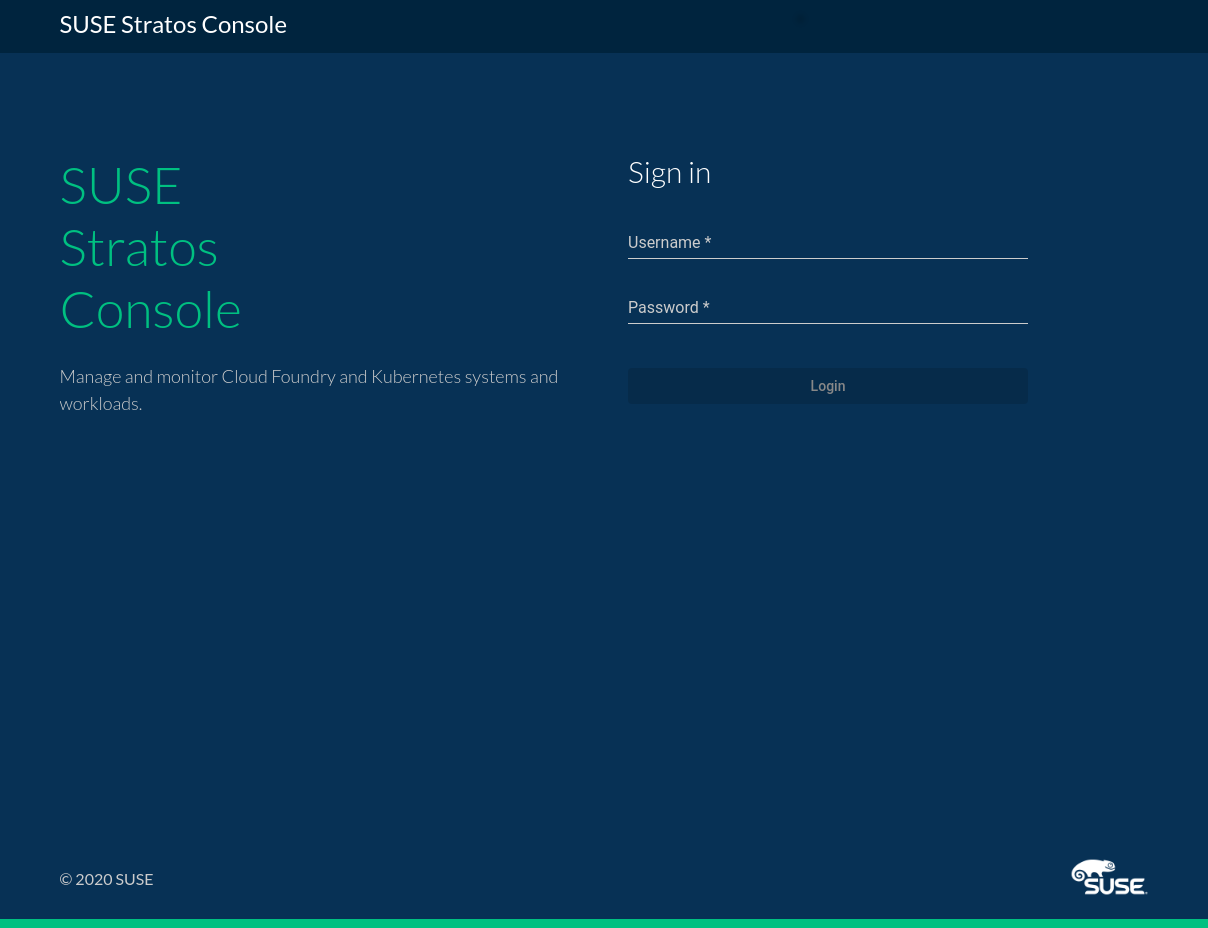 SUSE Stratos Console
SUSE
Stratos
Console
Manage and monitor Cloud Foundry and Kubernetes systems and
workloads.
Sign in
Username *
Password *
Login
© 2020 SUSE
SUSE